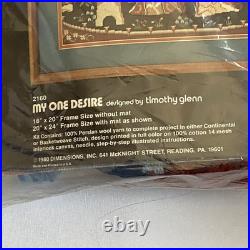 2160
MY ONE DESIRE designed by timothy glenn
16" x 20" Frame Size without mat
20" x 24" Frame Size with mat as shown
Kit Contains: 100% Persian wool yarn to complete project in either Continental
or Basketweave Stitch, design printed in full color on 100% cotton 14 mesh
interlock canvas, needle, step-by-step illustrated instructions.
© 1980 DIMENSIONS, INC. 641 McKNIGHT STREET, READING, PA. 19601